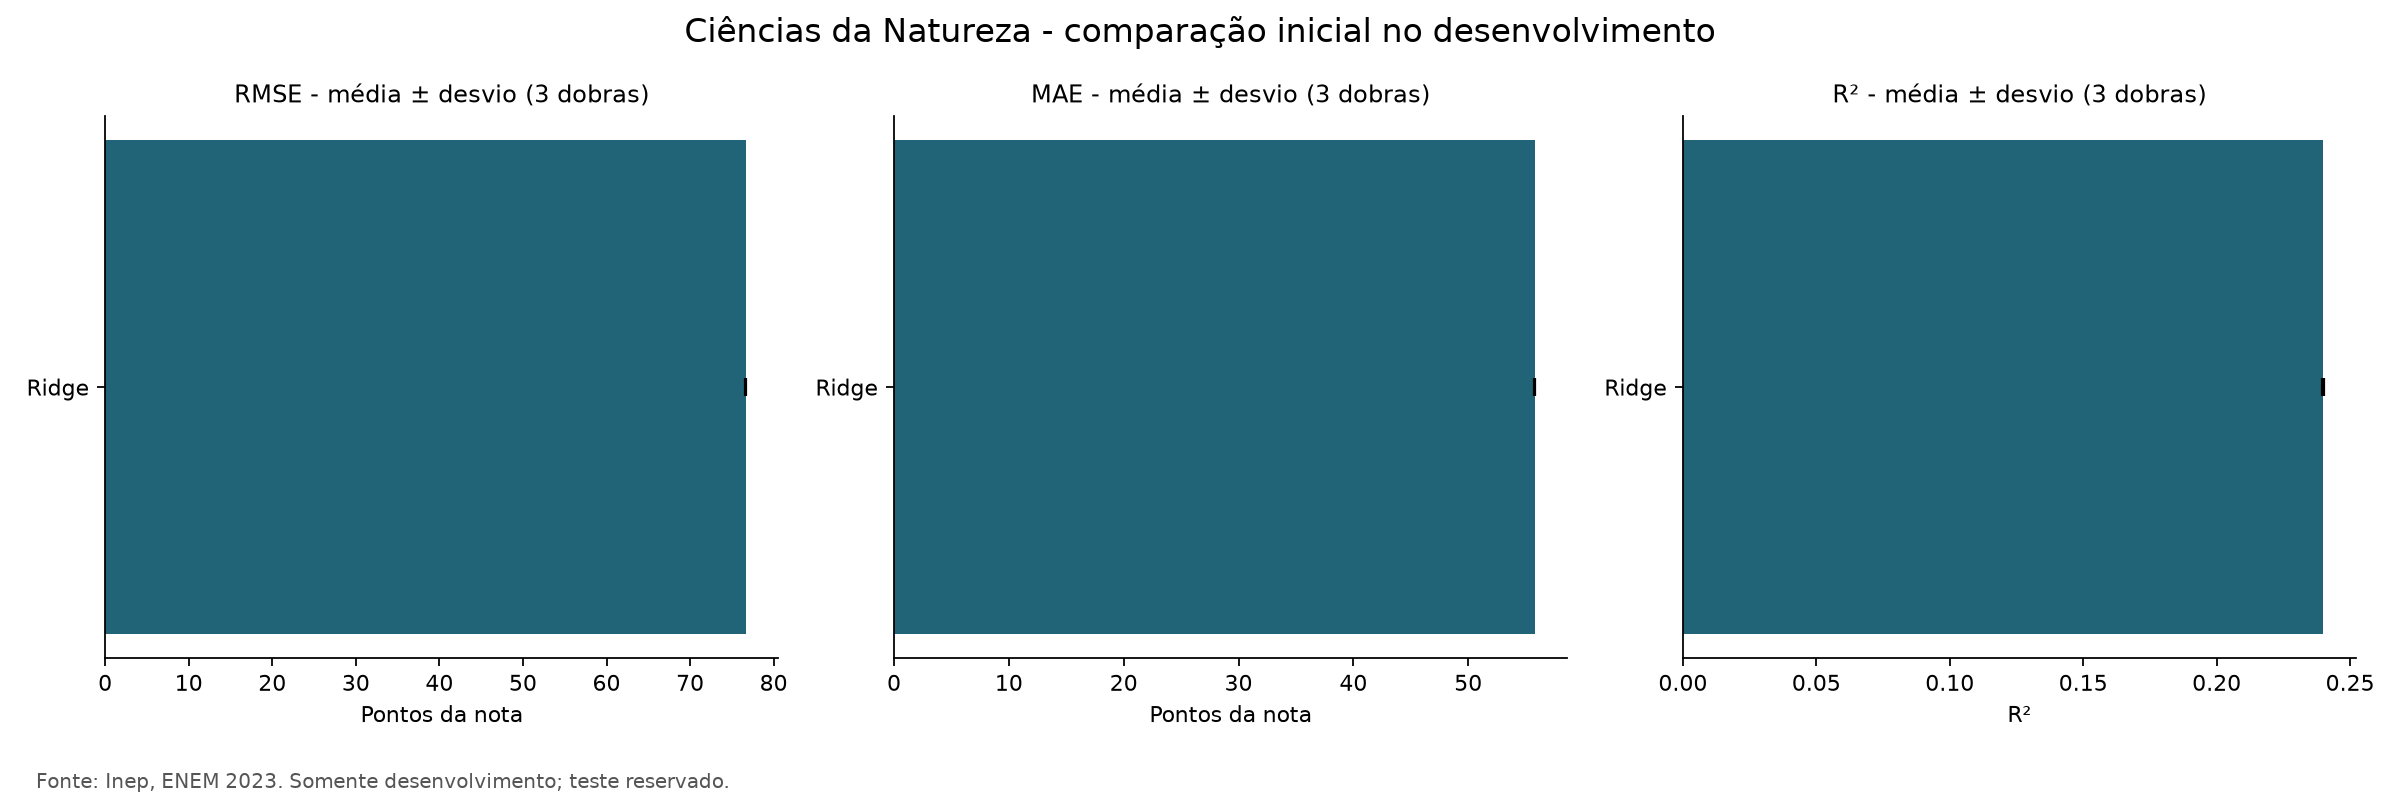 Ciências da Natureza - comparação inicial no desenvolvimento
RMSE - média ± desvio (3 dobras)
Ridge
0 10 20 30 40 50 60 70 80
Pontos da nota
MAE - média ± desvio (3 dobras)
Ridge
0 10 20 30 40 50
Pontos da nota
R² - média ± desvio (3 dobras)
Ridge
0.00 0.05 0.10 0.15 0.20 0.25
R²
Fonte: Inep, ENEM 2023. Somente desenvolvimento; teste reservado.